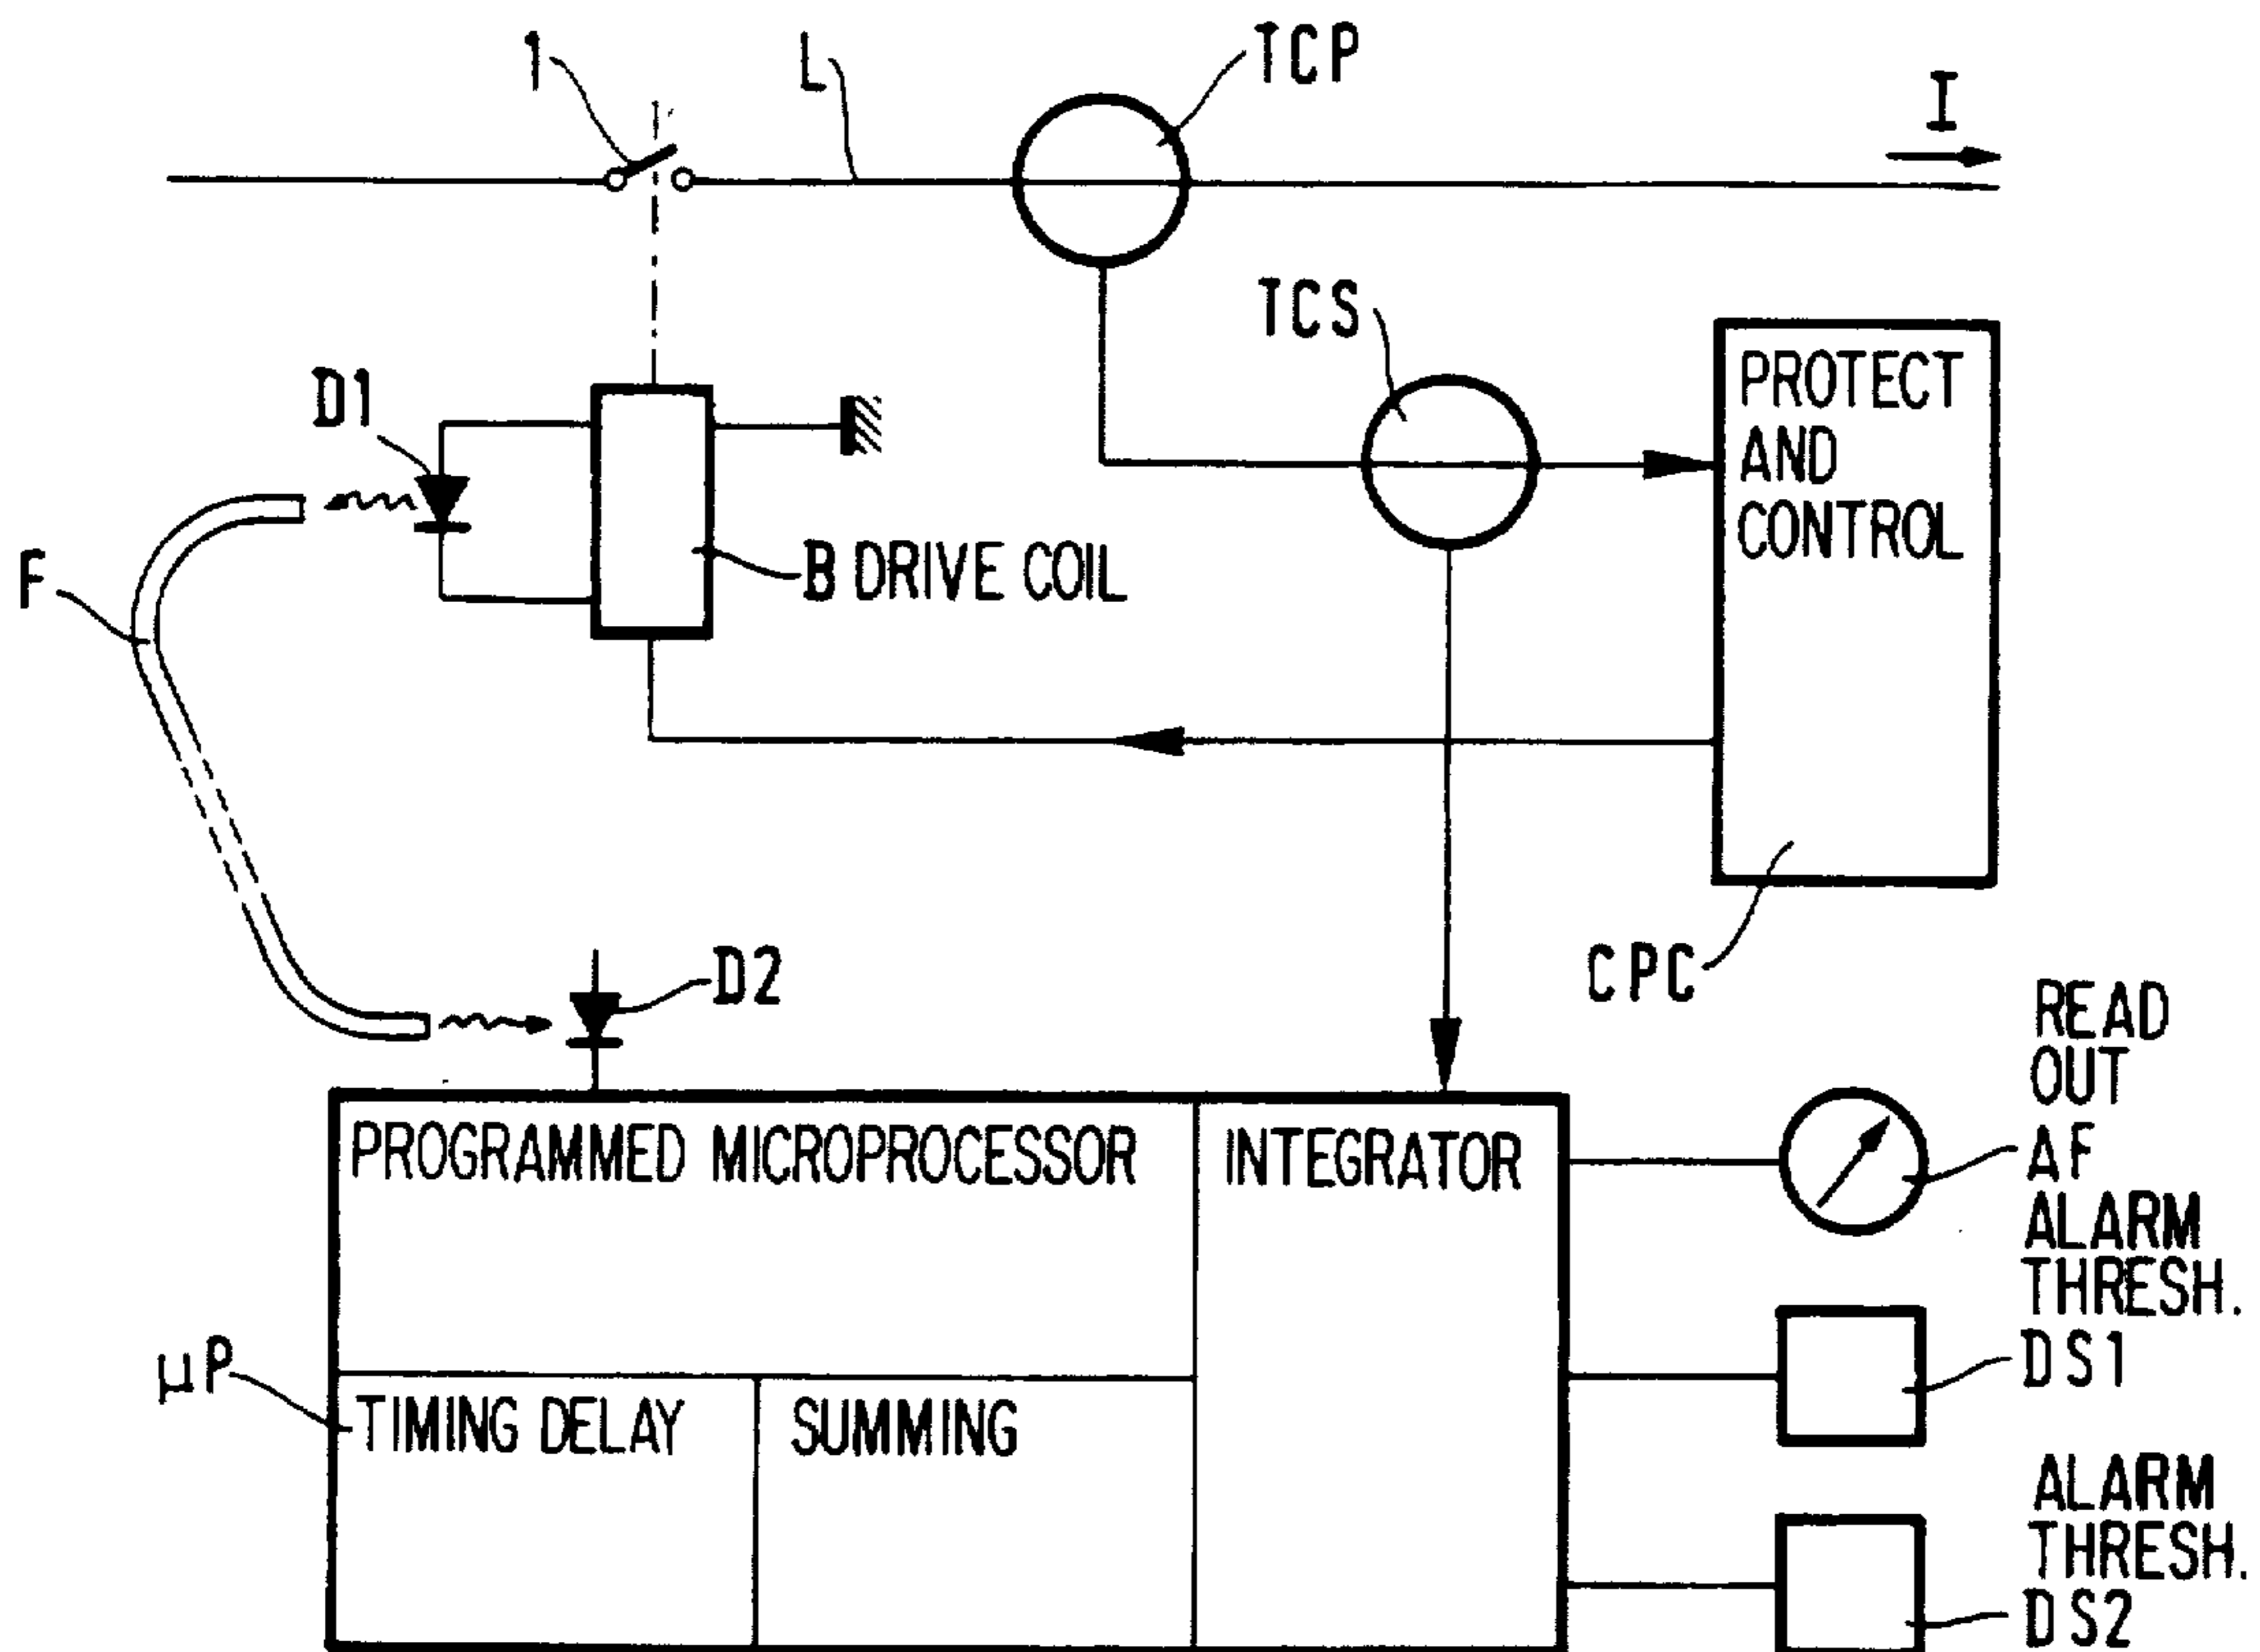 1
L
TCP
I
TCS
PROTECT
AND
CONTROL
D1
F
B DRIVE COIL
CPC
D2
READ
OUT
AF
PROGRAMMED MICROPROCESSOR
INTEGRATOR
ALARM
THRESH.
DS1
µP
TIMING DELAY
SUMMING
ALARM
THRESH.
DS2